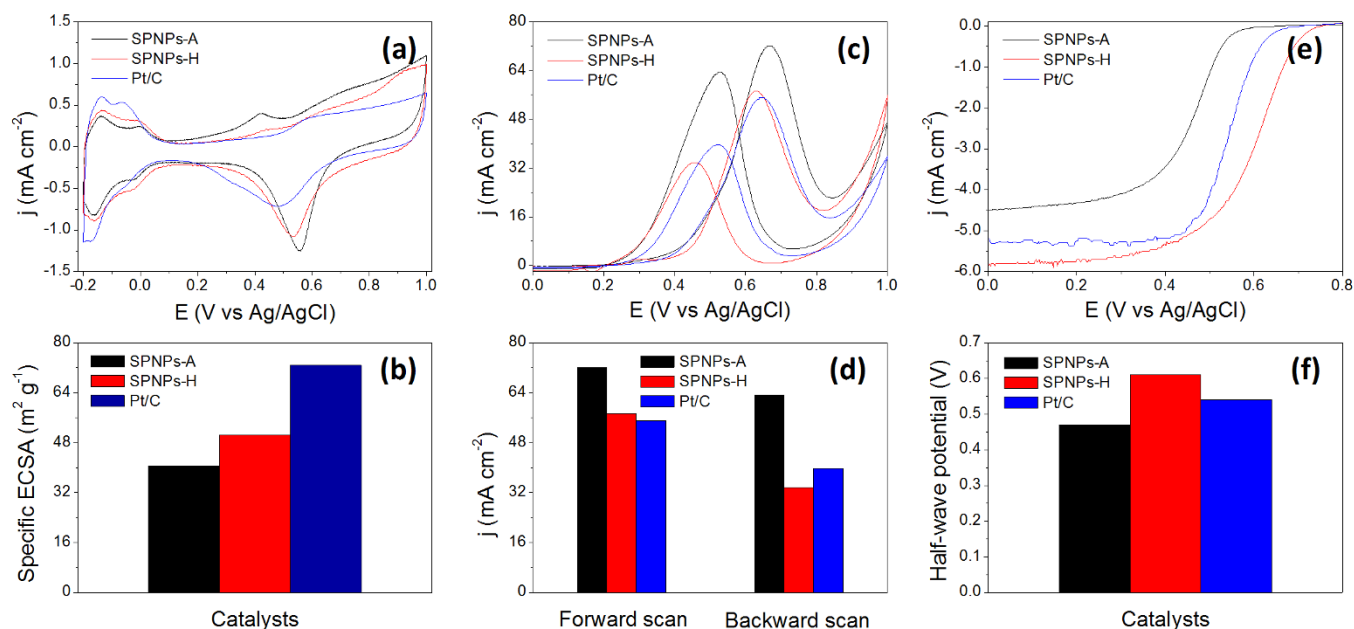 (a)
SPNPs-A
SPNPs-H
Pt/C
1.5
1.0
0.5
0.0
-0.5
-1.0
-1.5
j (mA cm-2)
-0.2 0.0 0.2 0.4 0.6 0.8 1.0
E (V vs Ag/AgCl)
(c)
SPNPs-A
SPNPs-H
Pt/C
80
64
48
32
16
0
j (mA cm-2)
0.0 0.2 0.4 0.6 0.8 1.0
E (V vs Ag/AgCl)
(e)
SPNPs-A
SPNPs-H
Pt/C
0.0
-1.0
-2.0
-3.0
-4.0
-5.0
-6.0
j (mA cm-2)
0.0 0.2 0.4 0.6 0.8
E (V vs Ag/AgCl)
(b)
SPNPs-A
SPNPs-H
Pt/C
80
64
48
32
16
0
Specific ECSA (m2 g-1)
Catalysts
(d)
SPNPs-A
SPNPs-H
Pt/C
80
64
48
32
16
0
j (mA cm-2)
Forward scan Backward scan
(f)
SPNPs-A
SPNPs-H
Pt/C
0.7
0.6
0.5
0.4
0.3
0.2
0.1
0.0
Half-wave potential (V)
Catalysts